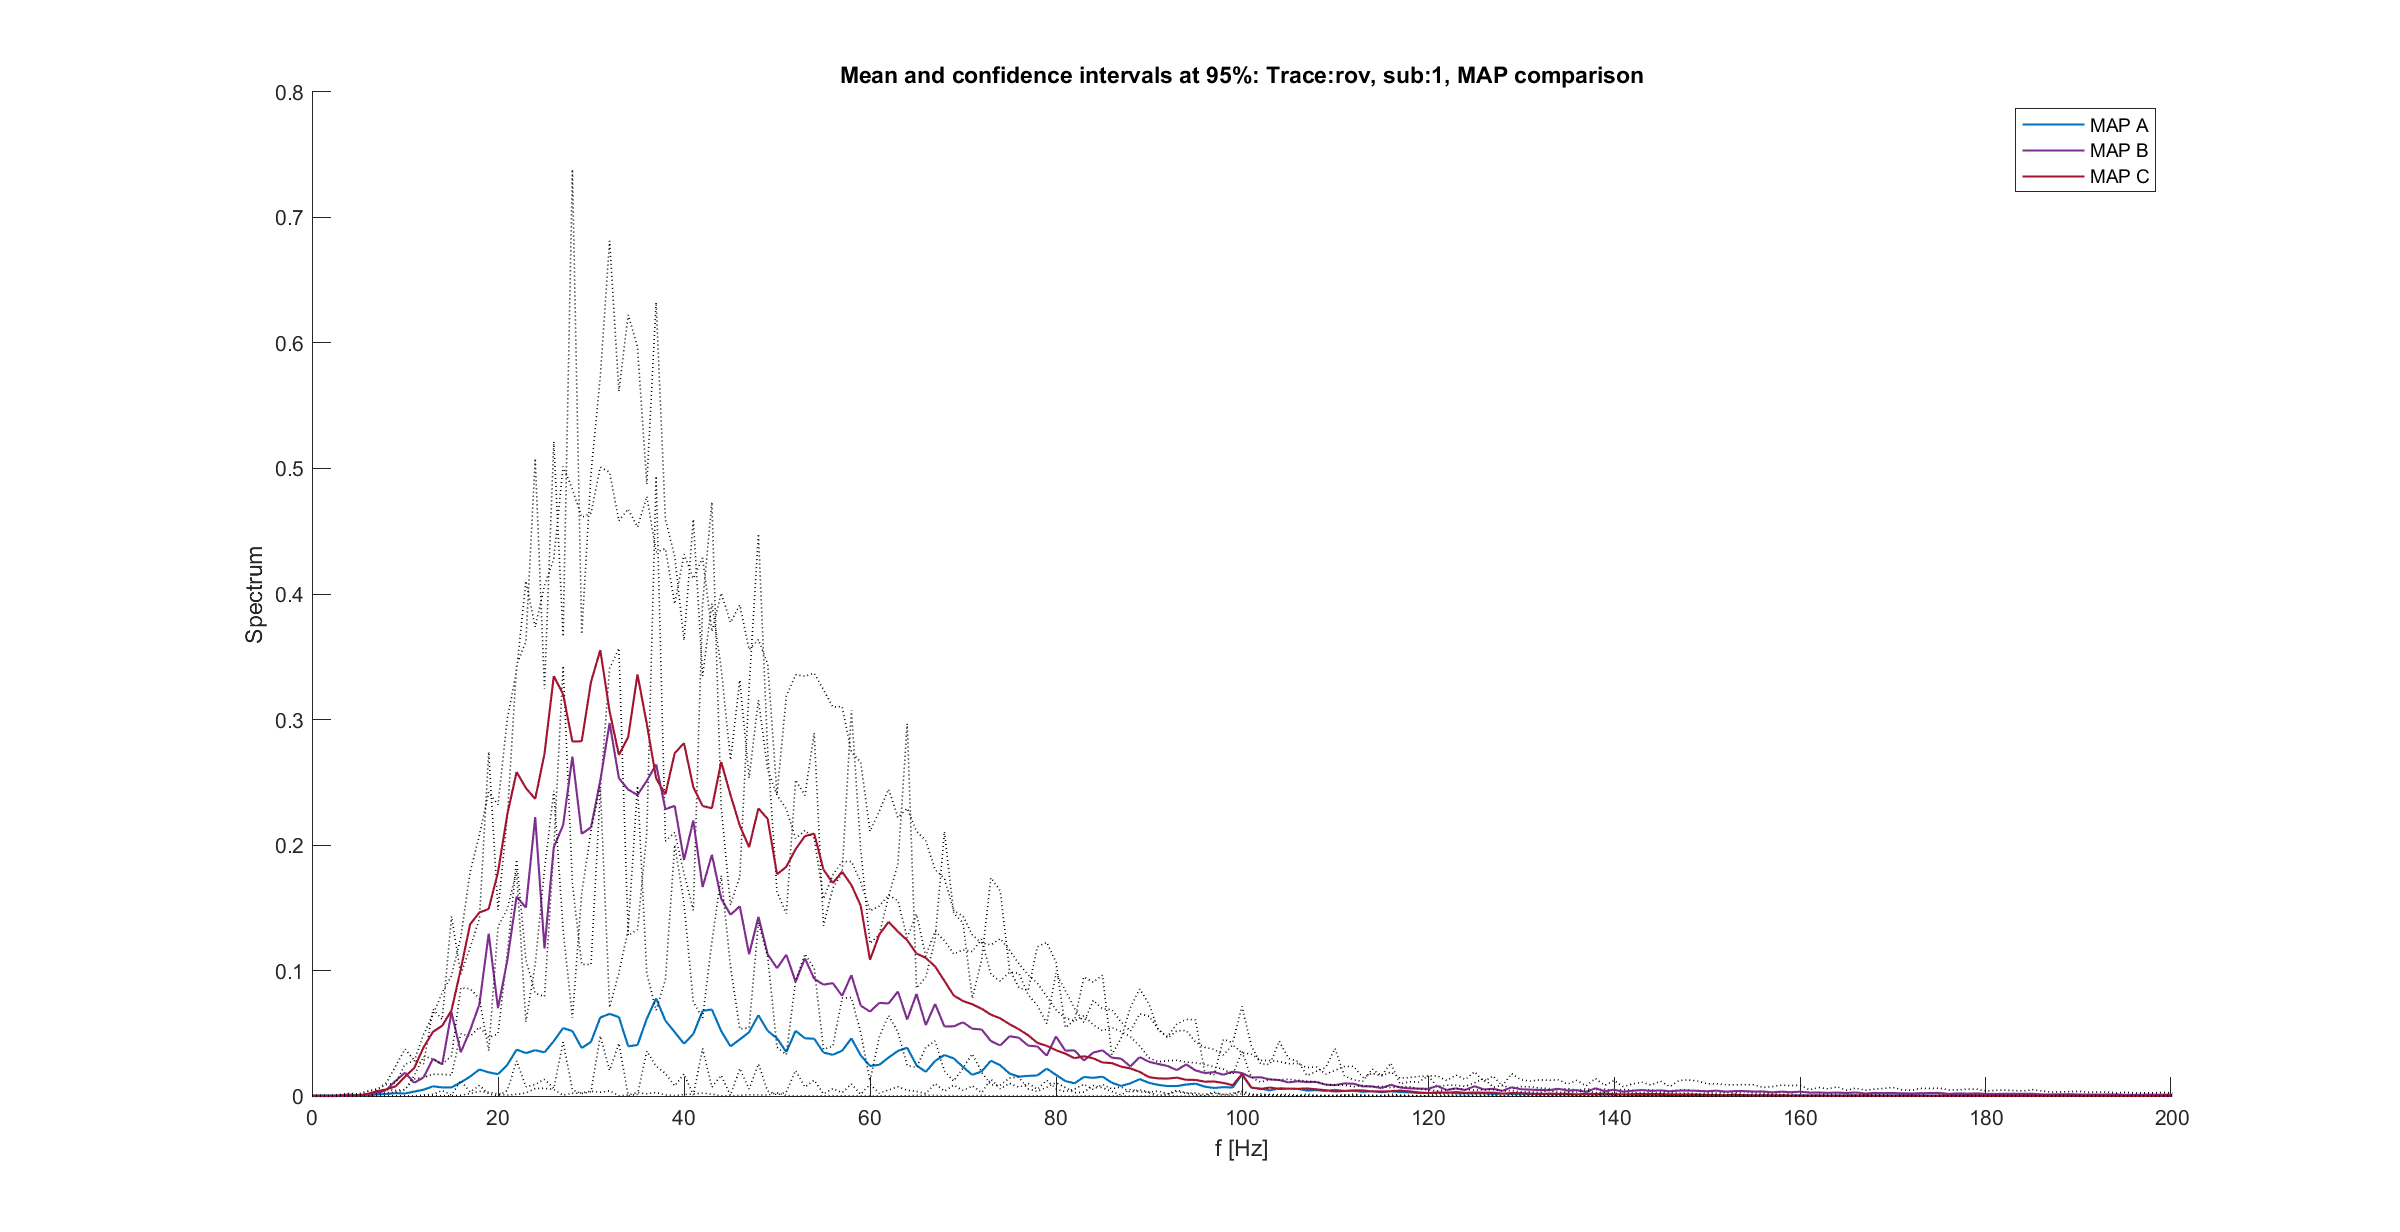 Mean and confidence intervals at 95%: Trace:rov, sub:1, MAP comparison
MAP A
MAP B
MAP C
Spectrum
0.8
0.7
0.6
0.5
0.4
0.3
0.2
0.1
0
0 20 40 60 80 100 120 140 160 180 200
f [Hz]